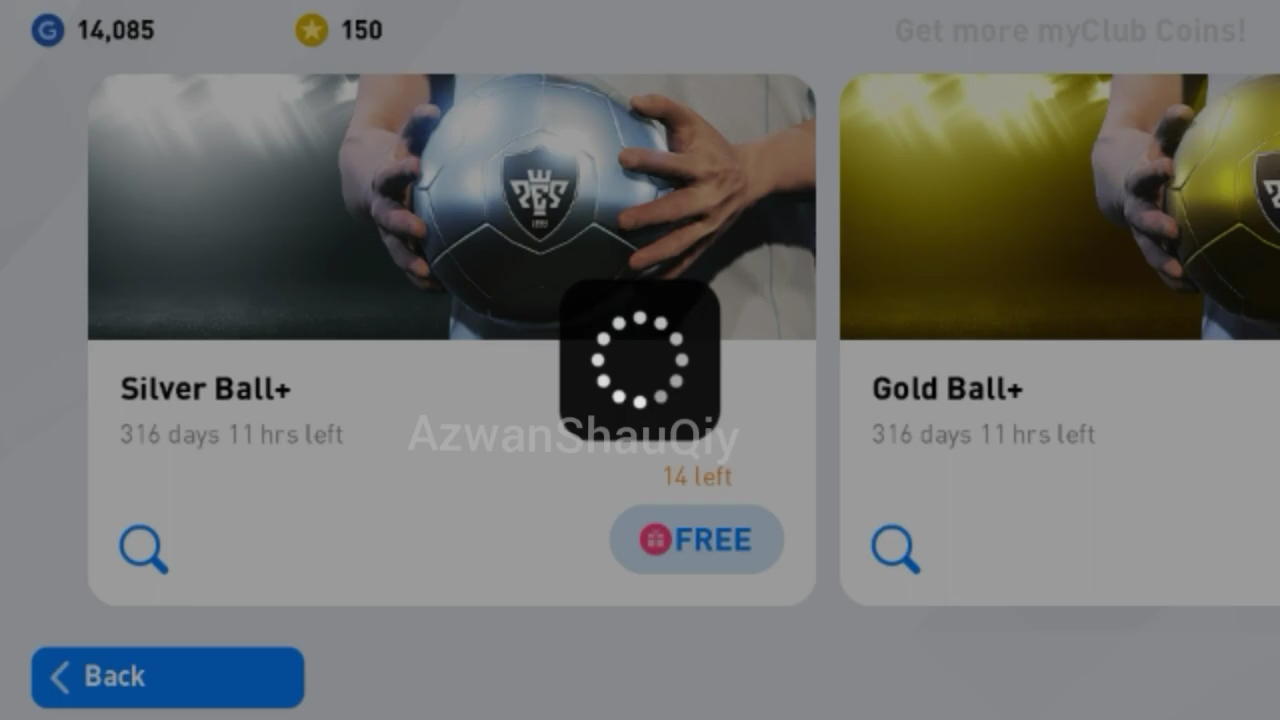 G 14,085 150 Get more myClub Coins!
PES
Silver Ball+
316 days 11 hrs left
AzwanShauQiy
14 left
FREE
Gold Ball+
316 days 11 hrs left
Back